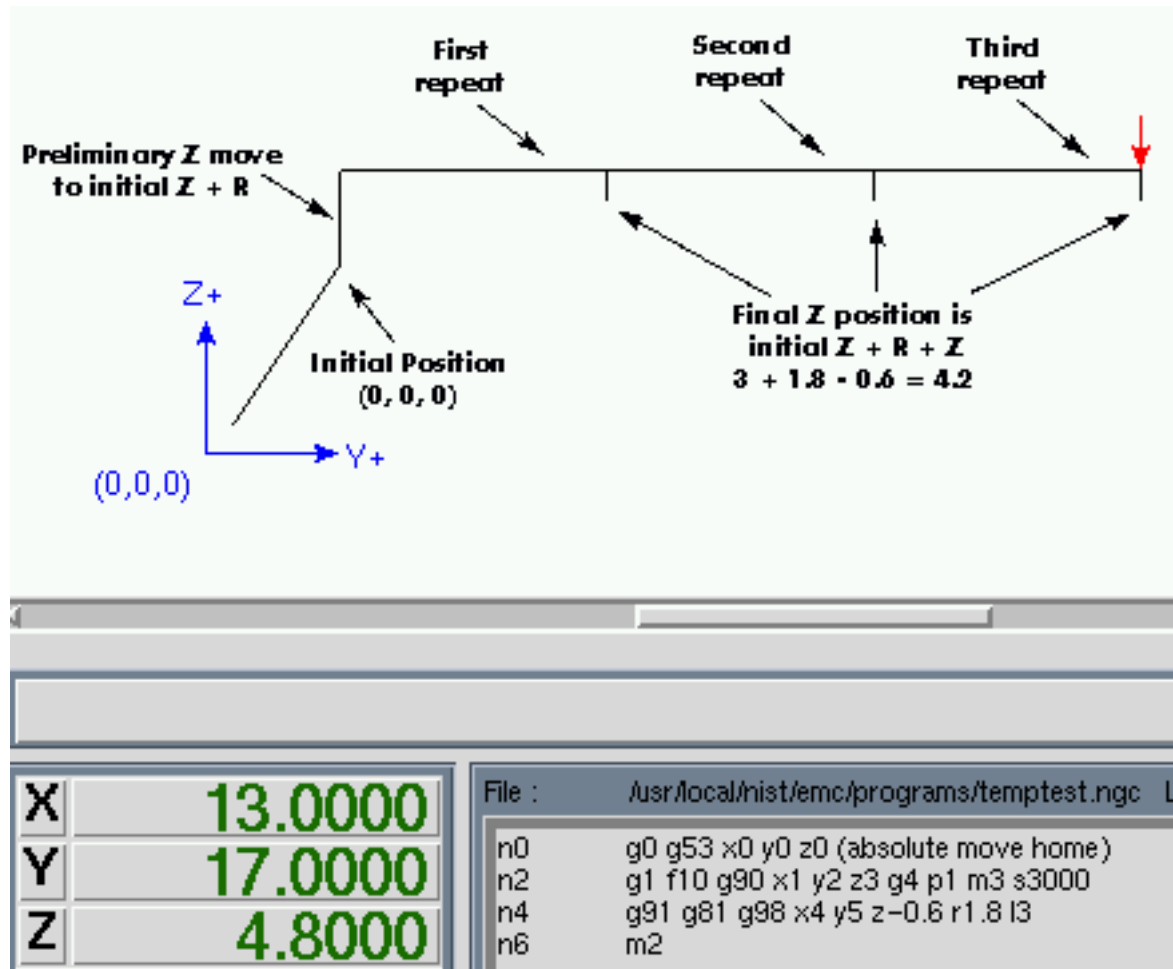 First
repeat
Second
repeat
Third
repeat
Preliminary Z move
to initial Z + R
Z+
Initial Position
(0, 0, 0)
Final Z position is
initial Z + R + Z
3 + 1.8 - 0.6 = 4.2
Y+
(0,0,0)
X 13.0000
Y 17.0000
Z 4.8000
File : /usr/local/nist/emc/programs/temptest.ngc L
n0 g0 g53 x0 y0 z0 (absolute move home)
n2 g1 f10 g90 x1 y2 z3 g4 p1 m3 s3000
n4 g91 g81 g98 x4 y5 z-0.6 r1.8 l3
n6 m2